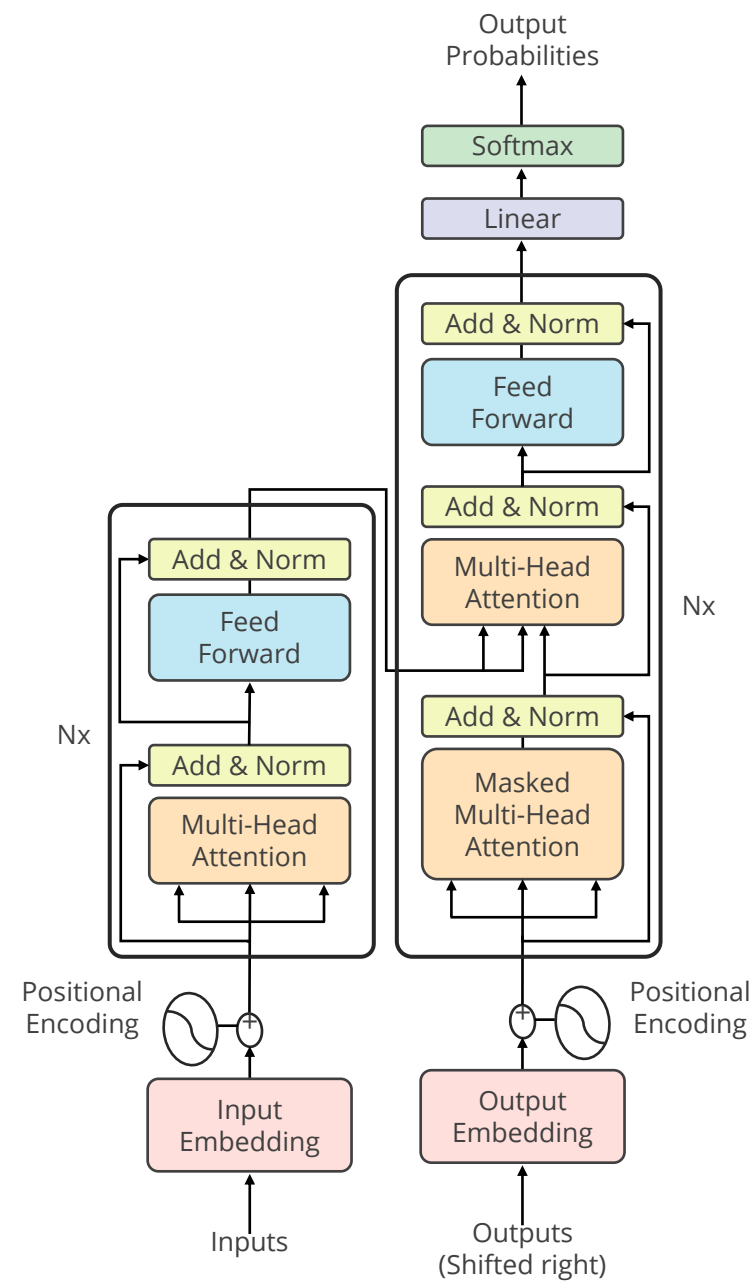 Output
Probabilities
Softmax
Linear
Add & Norm
Feed
Forward
Add & Norm
Multi-Head
Attention
Nx
Add & Norm
Masked
Multi-Head
Attention
Add & Norm
Feed
Forward
Nx
Add & Norm
Multi-Head
Attention
Positional
Encoding
+
+
Positional
Encoding
Input
Embedding
Output
Embedding
Inputs
Outputs
(Shifted right)